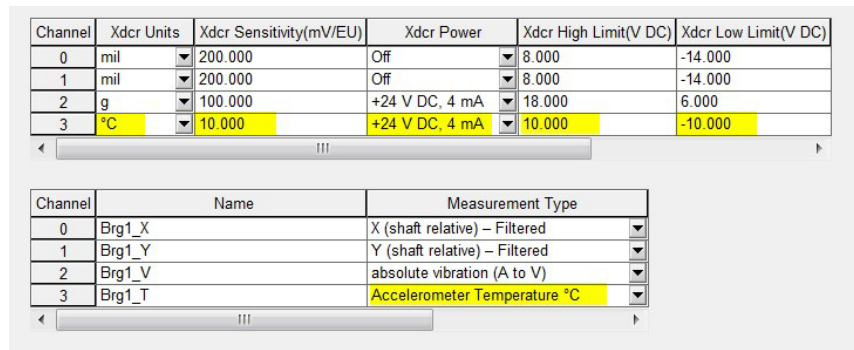 Channel Xdcr Units Xdcr Sensitivity(mV/EU) Xdcr Power Xdcr High Limit(V DC) Xdcr Low Limit(V DC)
0 mil 200.000 Off 8.000 -14.000
1 mil 200.000 Off 8.000 -14.000
2 g 100.000 +24 V DC, 4 mA 18.000 6.000
3 °C 10.000 +24 V DC, 4 mA 10.000 -10.000
Channel Name Measurement Type
0 Brg1_X X (shaft relative) – Filtered
1 Brg1_Y Y (shaft relative) – Filtered
2 Brg1_V absolute vibration (A to V)
3 Brg1_T Accelerometer Temperature °C